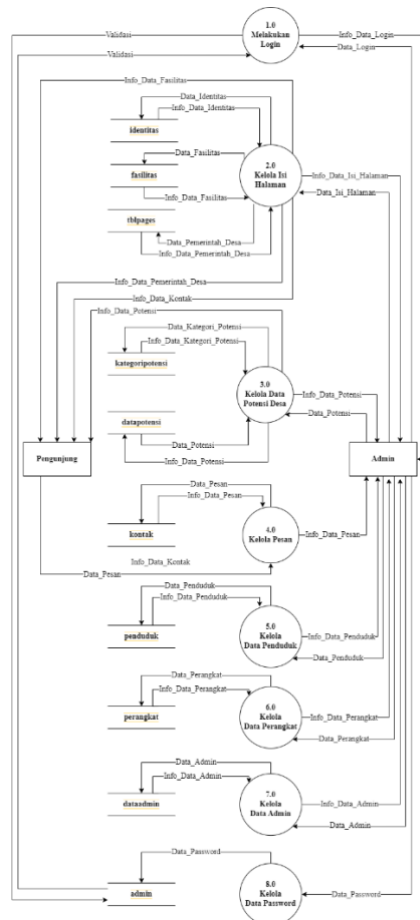 1.0
Melakukan
Login
Validasi
Validasi
Info_Data_Login
Data_Login
Info_Data_Fasilitas
Data_Identitas
Info_Data_Identitas
identitas
Data_Fasilitas
fasilitas
Info_Data_Fasilitas
tblpages
Data_Pemerintah_Desa
Info_Data_Pemerintah_Desa
2.0
Kelola Isi
Halaman
Info_Data_Isi_Halaman
Data_Isi_Halaman
Info_Data_Pemerintah_Desa
Info_Data_Kontak
Info_Data_Potensi
Data_Kategori_Potensi
Info_Data_Kategori_Potensi
kategoripotensi
3.0
Kelola Data
Potensi Desa
Info_Data_Potensi
Data_Potensi
datapotensi
Data_Potensi
Info_Data_Potensi
Pengunjung
Admin
Data_Pesan
Info_Data_Pesan
kontak
4.0
Kelola Pesan
Info_Data_Pesan
Info_Data_Kontak
Data_Pesan
Data_Penduduk
Info_Data_Penduduk
penduduk
5.0
Kelola
Data Penduduk
Info_Data_Penduduk
Data_Penduduk
Data_Perangkat
Info_Data_Perangkat
perangkat
6.0
Kelola
Data Perangkat
Info_Data_Perangkat
Data_Perangkat
Data_Admin
Info_Data_Admin
dataadmin
7.0
Kelola
Data Admin
Info_Data_Admin
Data_Admin
Data_Password
admin
8.0
Kelola
Data Password
Data_Password